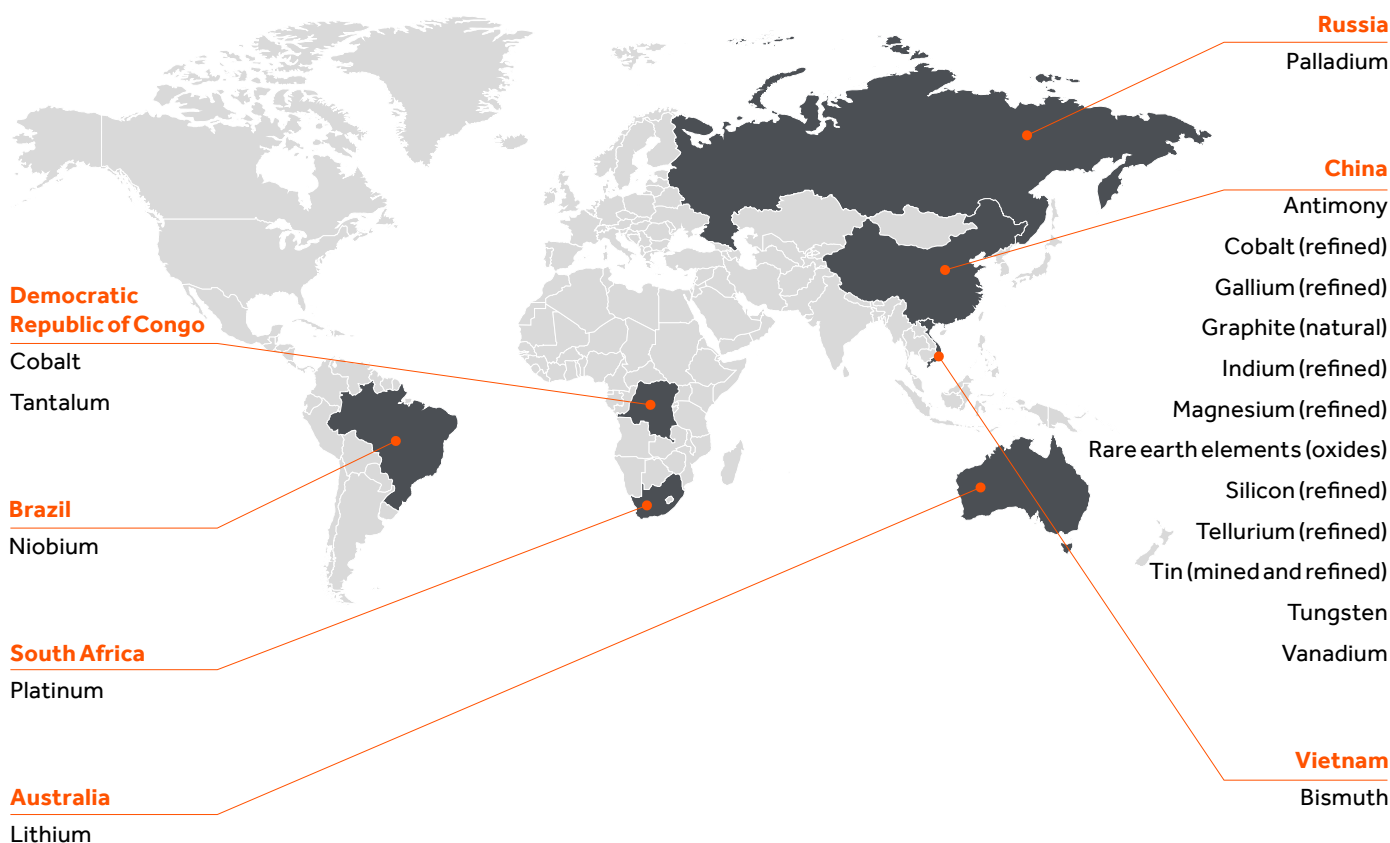 Russia
Palladium
China
Antimony
Cobalt (refined)
Gallium (refined)
Graphite (natural)
Indium (refined)
Magnesium (refined)
Rare earth elements (oxides)
Silicon (refined)
Tellurium (refined)
Tin (mined and refined)
Tungsten
Vanadium
Vietnam
Bismuth
Democratic
Republic of Congo
Cobalt
Tantalum
Brazil
Niobium
South Africa
Platinum
Australia
Lithium